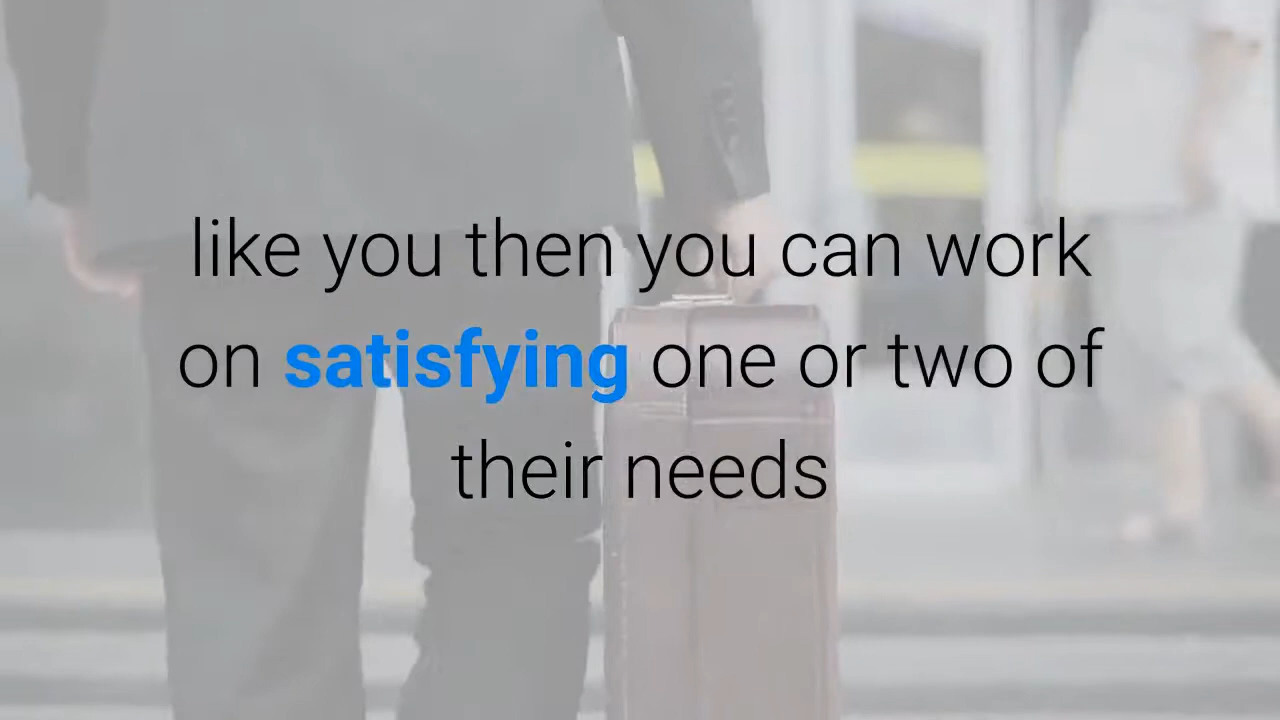 like you then you can work
on satisfying one or two of
their needs